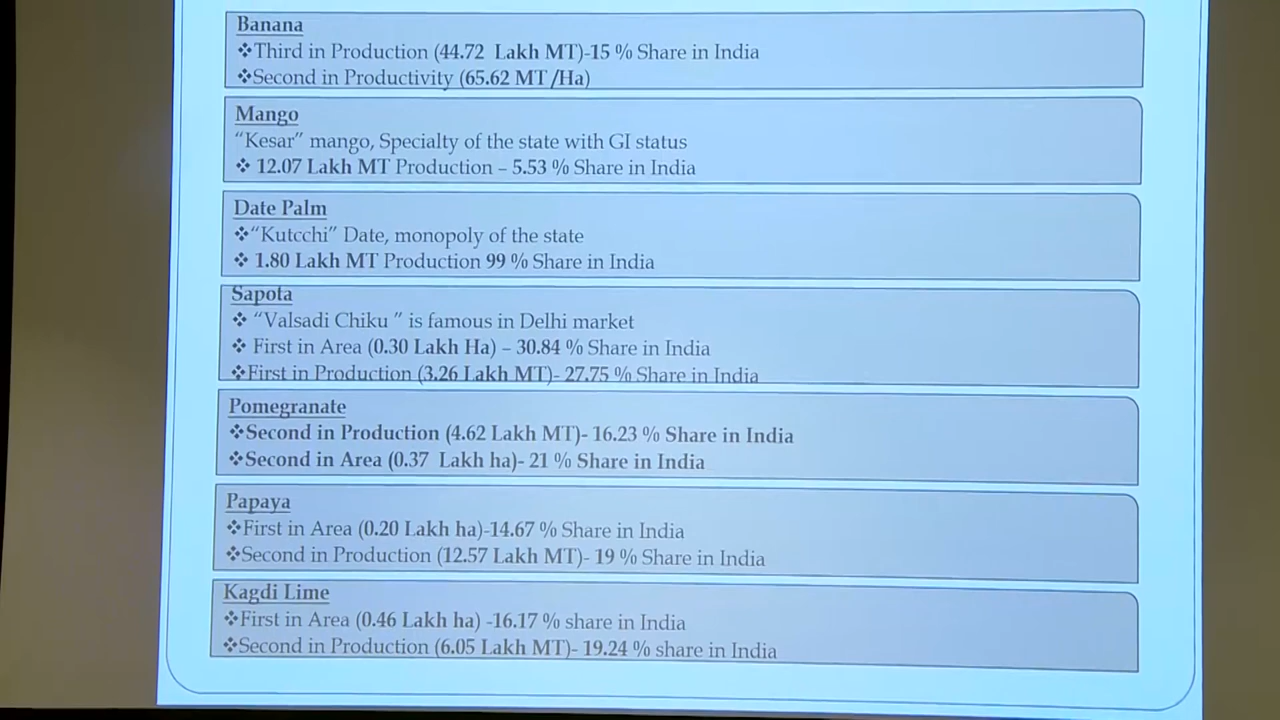 Banana
❖Third in Production (44.72 Lakh MT)-15 % Share in India
❖Second in Productivity (65.62 MT /Ha)
Mango
“Kesar” mango, Specialty of the state with GI status
❖ 12.07 Lakh MT Production – 5.53 % Share in India
Date Palm
❖“Kutcchi” Date, monopoly of the state
❖ 1.80 Lakh MT Production 99 % Share in India
Sapota
❖ “Valsadi Chiku ” is famous in Delhi market
❖ First in Area (0.30 Lakh Ha) – 30.84 % Share in India
❖First in Production (3.26 Lakh MT)- 27.75 % Share in India
Pomegranate
❖Second in Production (4.62 Lakh MT)- 16.23 % Share in India
❖Second in Area (0.37 Lakh ha)- 21 % Share in India
Papaya
❖First in Area (0.20 Lakh ha)-14.67 % Share in India
❖Second in Production (12.57 Lakh MT)- 19 % Share in India
Kagdi Lime
❖First in Area (0.46 Lakh ha) -16.17 % share in India
❖Second in Production (6.05 Lakh MT)- 19.24 % share in India